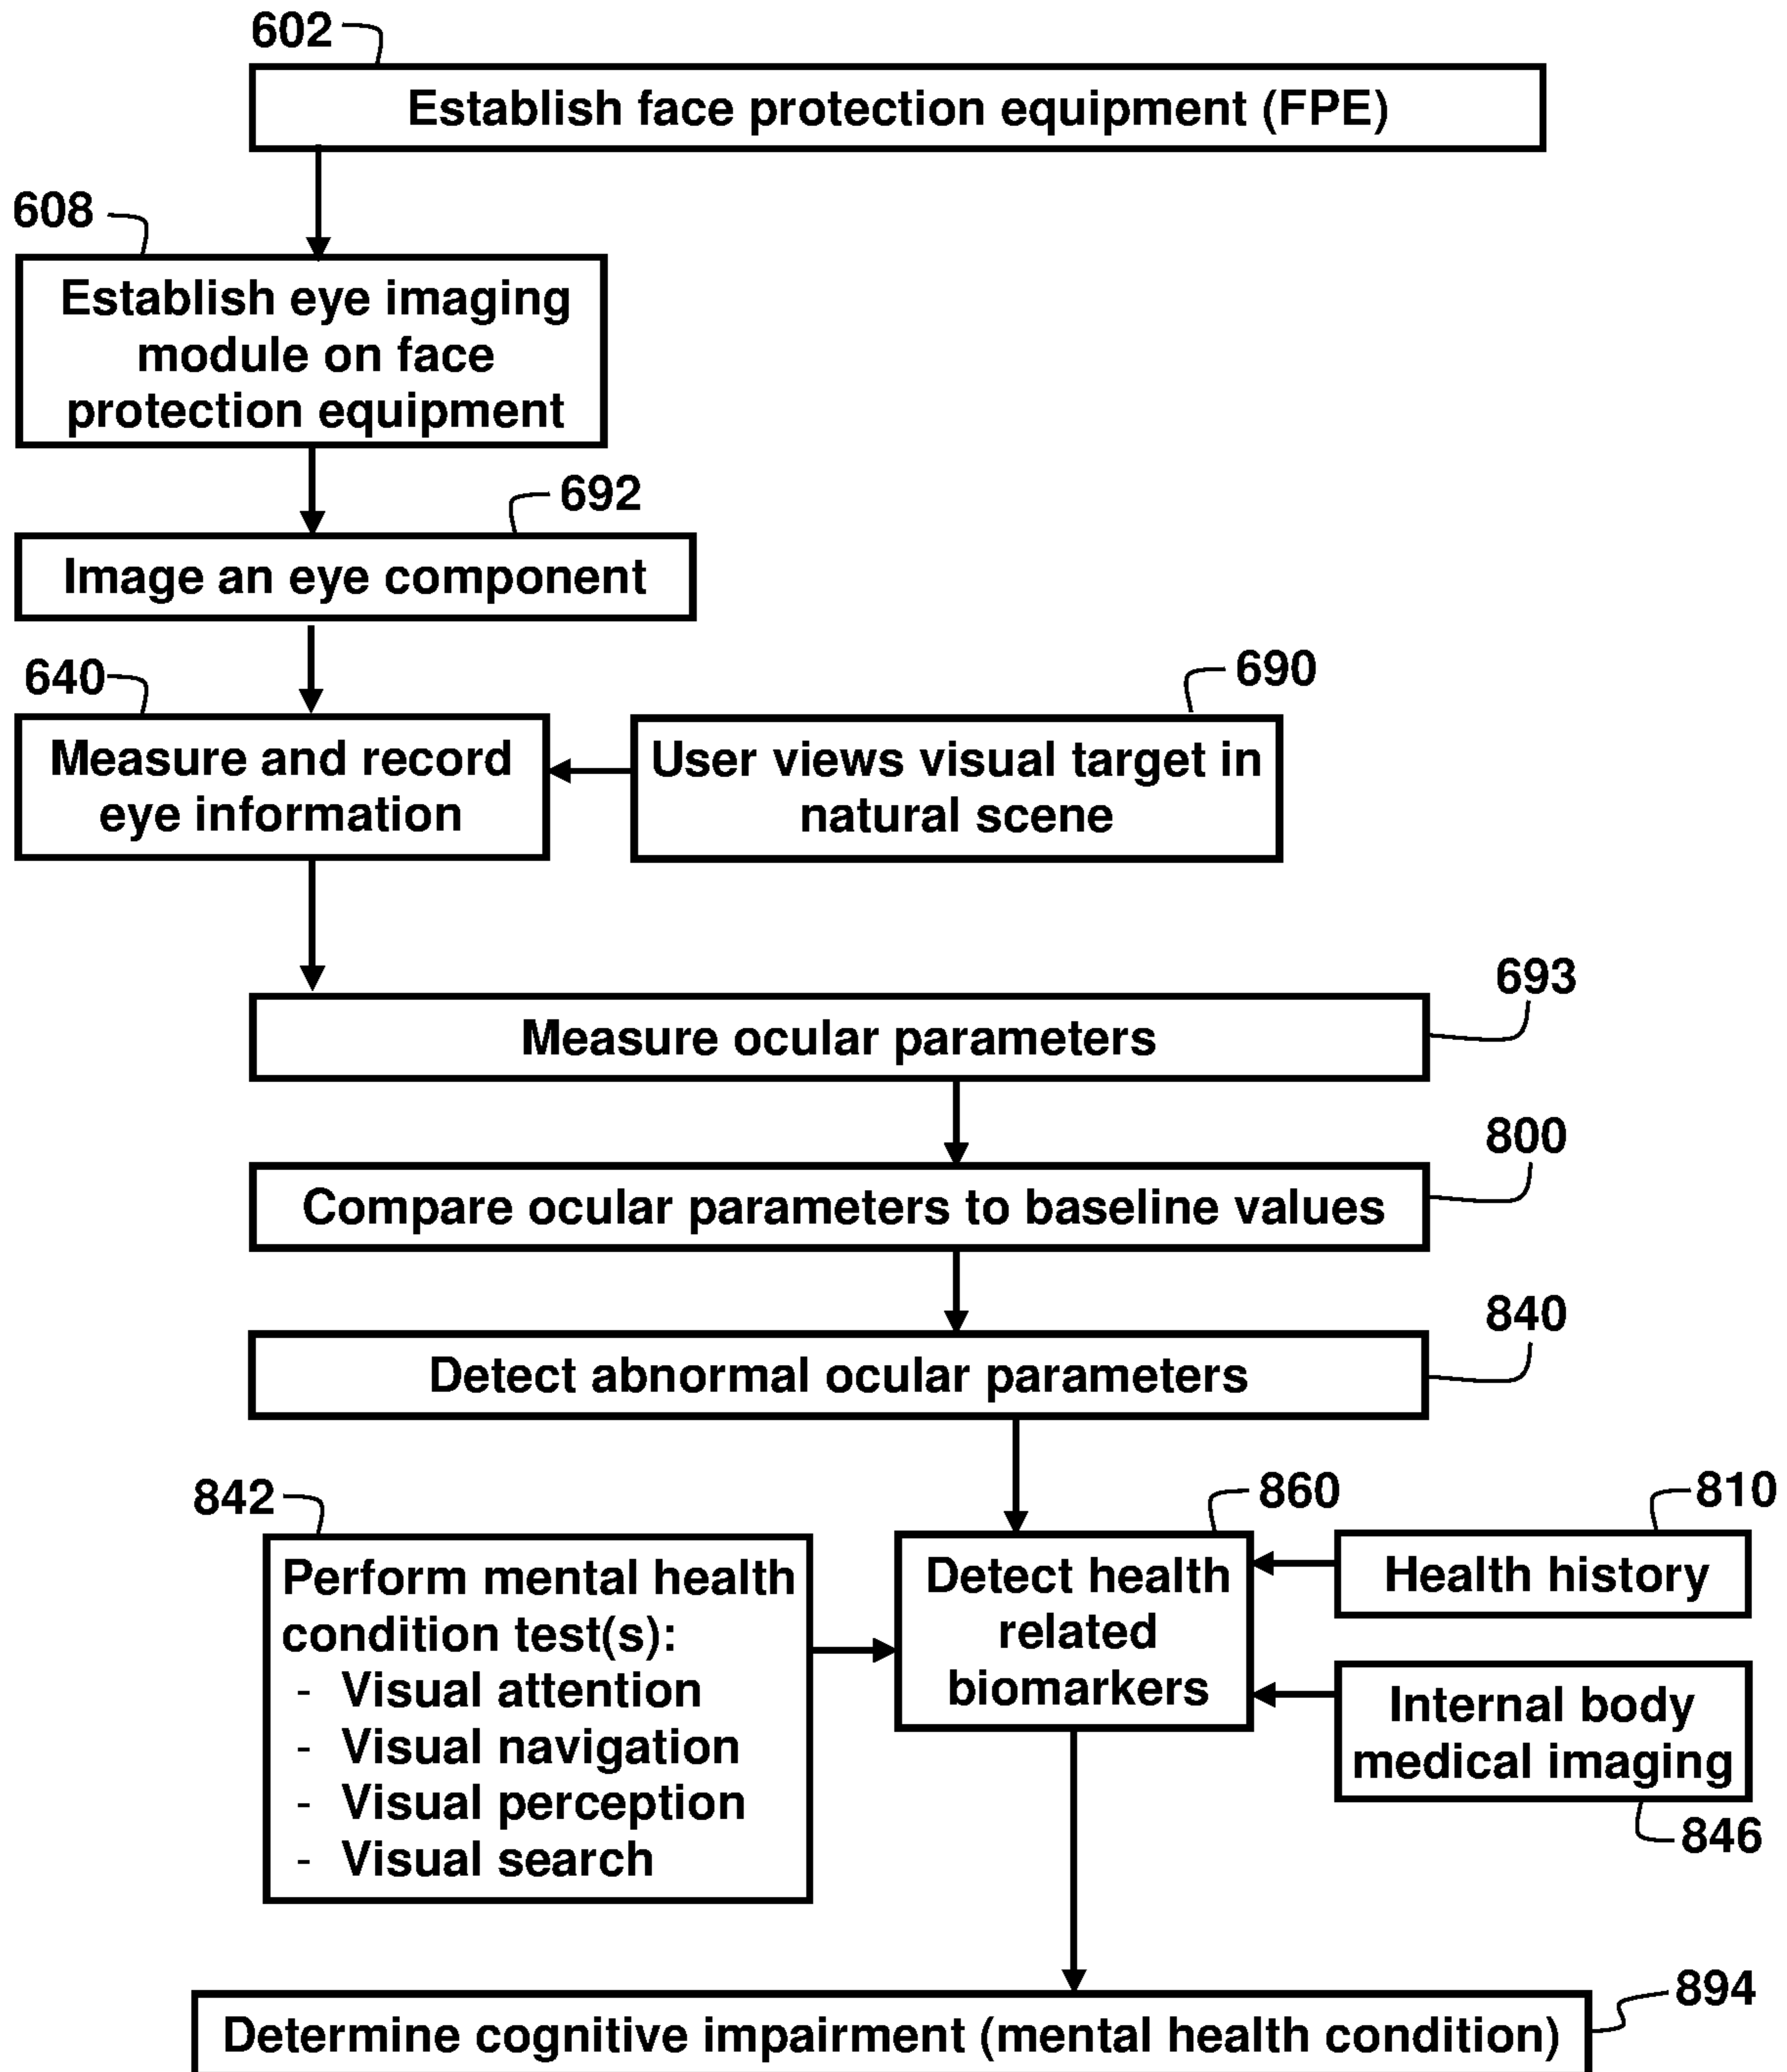 602
Establish face protection equipment (FPE)
608
Establish eye imaging
module on face
protection equipment
692
Image an eye component
640
690
Measure and record
eye information
User views visual target in
natural scene
693
Measure ocular parameters
800
Compare ocular parameters to baseline values
840
Detect abnormal ocular parameters
842
860
810
Perform mental health
condition test(s):
- Visual attention
- Visual navigation
- Visual perception
- Visual search
Detect health
related
biomarkers
Health history
Internal body
medical imaging
846
894
Determine cognitive impairment (mental health condition)